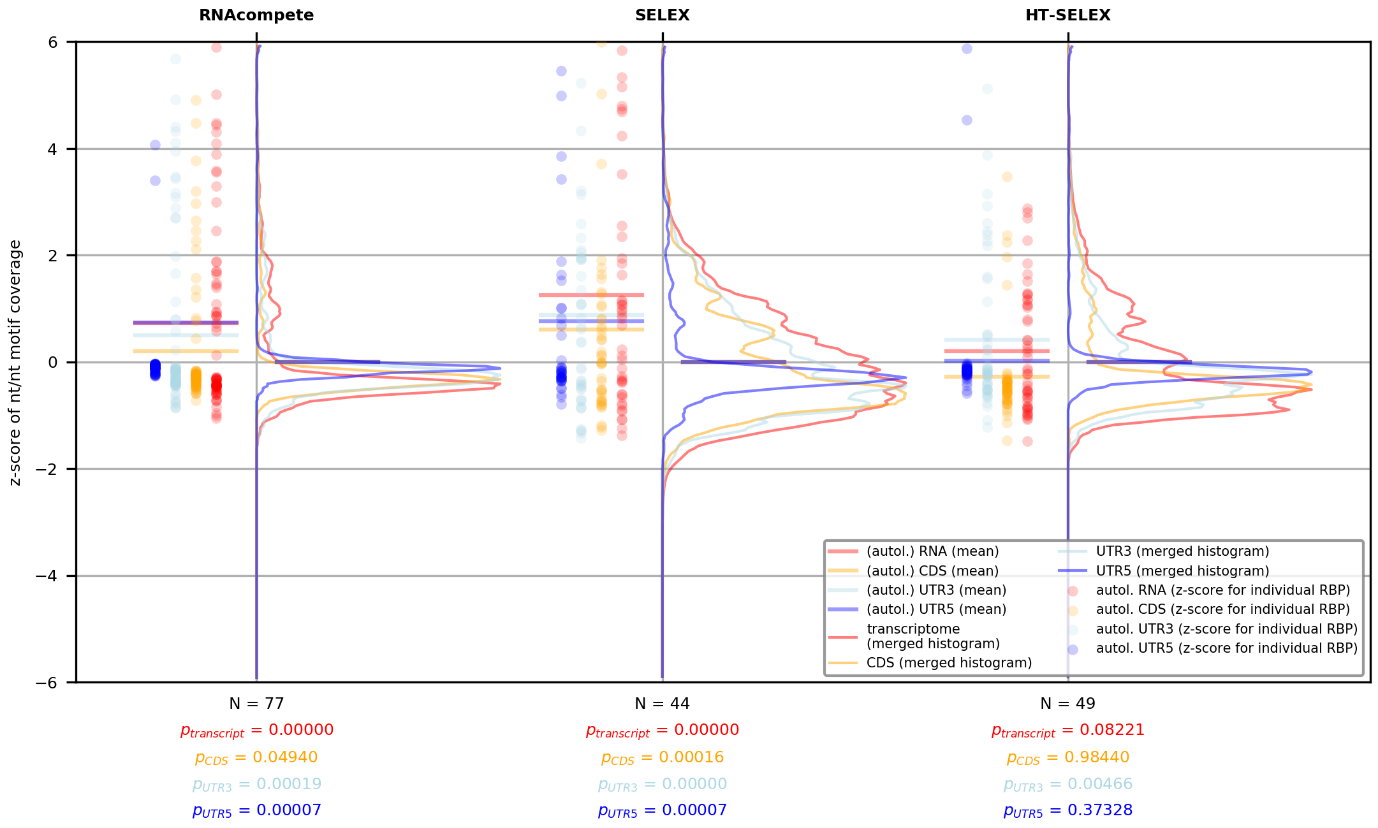 RNAcompete SELEX HT-SELEX
6
4
2
0
−2
−4
−6
z-score of nt/nt motif coverage
(autol.) RNA (mean)
(autol.) CDS (mean)
(autol.) UTR3 (mean)
(autol.) UTR5 (mean)
transcriptome
(merged histogram)
CDS (merged histogram)
UTR3 (merged histogram)
UTR5 (merged histogram)
autol. RNA (z-score for individual RBP)
autol. CDS (z-score for individual RBP)
autol. UTR3 (z-score for individual RBP)
autol. UTR5 (z-score for individual RBP)
N = 77
p_transcript = 0.00000
p_CDS = 0.04940
p_UTR3 = 0.00019
p_UTR5 = 0.00007
N = 44
p_transcript = 0.00000
p_CDS = 0.00016
p_UTR3 = 0.00000
p_UTR5 = 0.00007
N = 49
p_transcript = 0.08221
p_CDS = 0.98440
p_UTR3 = 0.00466
p_UTR5 = 0.37328